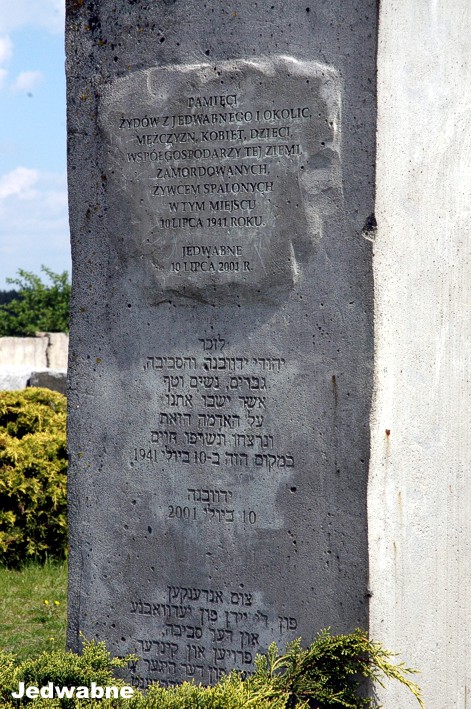 PAMIĘCI
ŻYDÓW Z JEDWABNEGO I OKOLIC,
MĘŻCZYZN, KOBIET, DZIECI,
WSPÓŁGOSPODARZY TEJ ZIEMI,
ZAMORDOWANYCH,
ŻYWCEM SPALONYCH
W TYM MIEJSCU
10 LIPCA 1941 ROKU.
JEDWABNE
10 LIPCA 2001 R.
לזכר
יהודי ידוובנה והסביבה,
גברים, נשים וטף
אשר ישבו אתנו
על האדמה הזאת
ונרצחו ונשרפו חיים
במקום הזה ב-10 ביולי 1941.
ידוובנה
10 ביולי 2001
צום אנדענקען
פון די יידן פון יעדוואבנע
און דער סביבה,
פרויען און קינדער,
Jedwabne